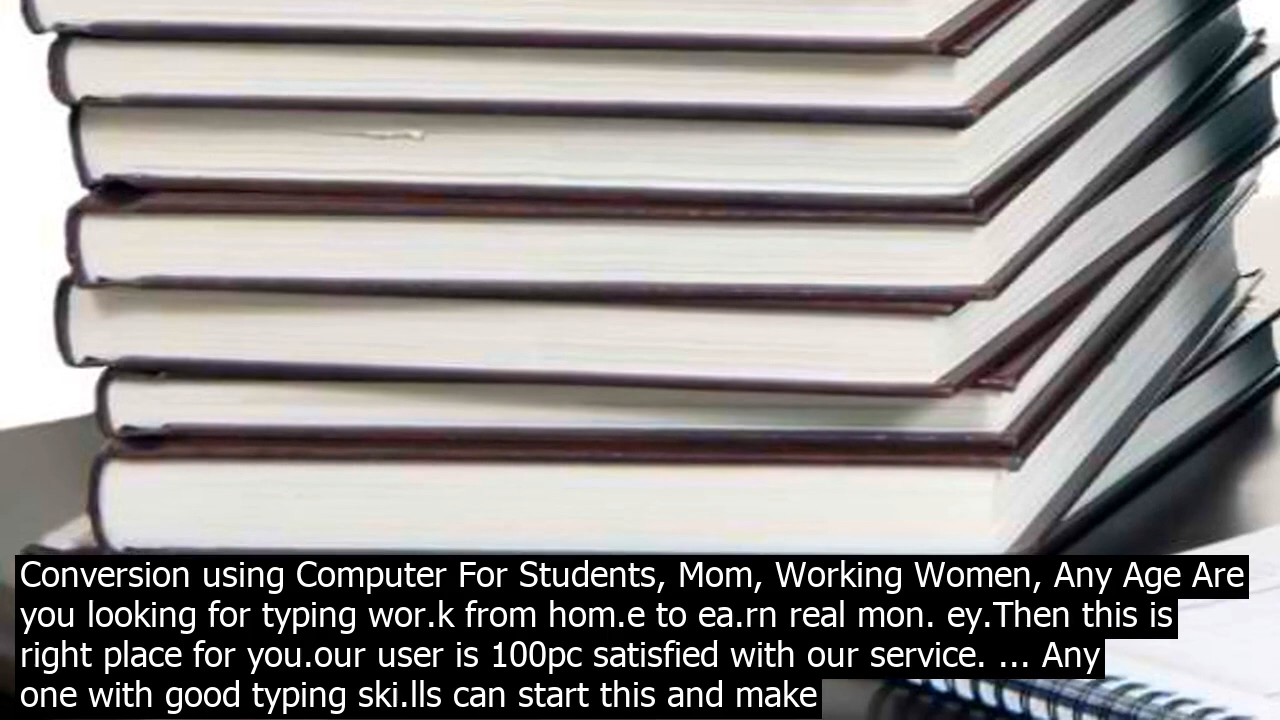 Conversion using Computer For Students, Mom, Working Women, Any Age Are
you looking for typing wor.k from hom.e to ea.rn real mon. ey.Then this is
right place for you.our user is 100pc satisfied with our service. ... Any
one with good typing ski.lls can start this and make